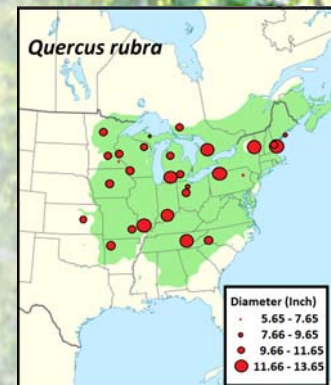 Quercus rubra
Diameter (Inch)
5.65 - 7.65
7.66 - 9.65
9.66 - 11.65
11.66 - 13.65